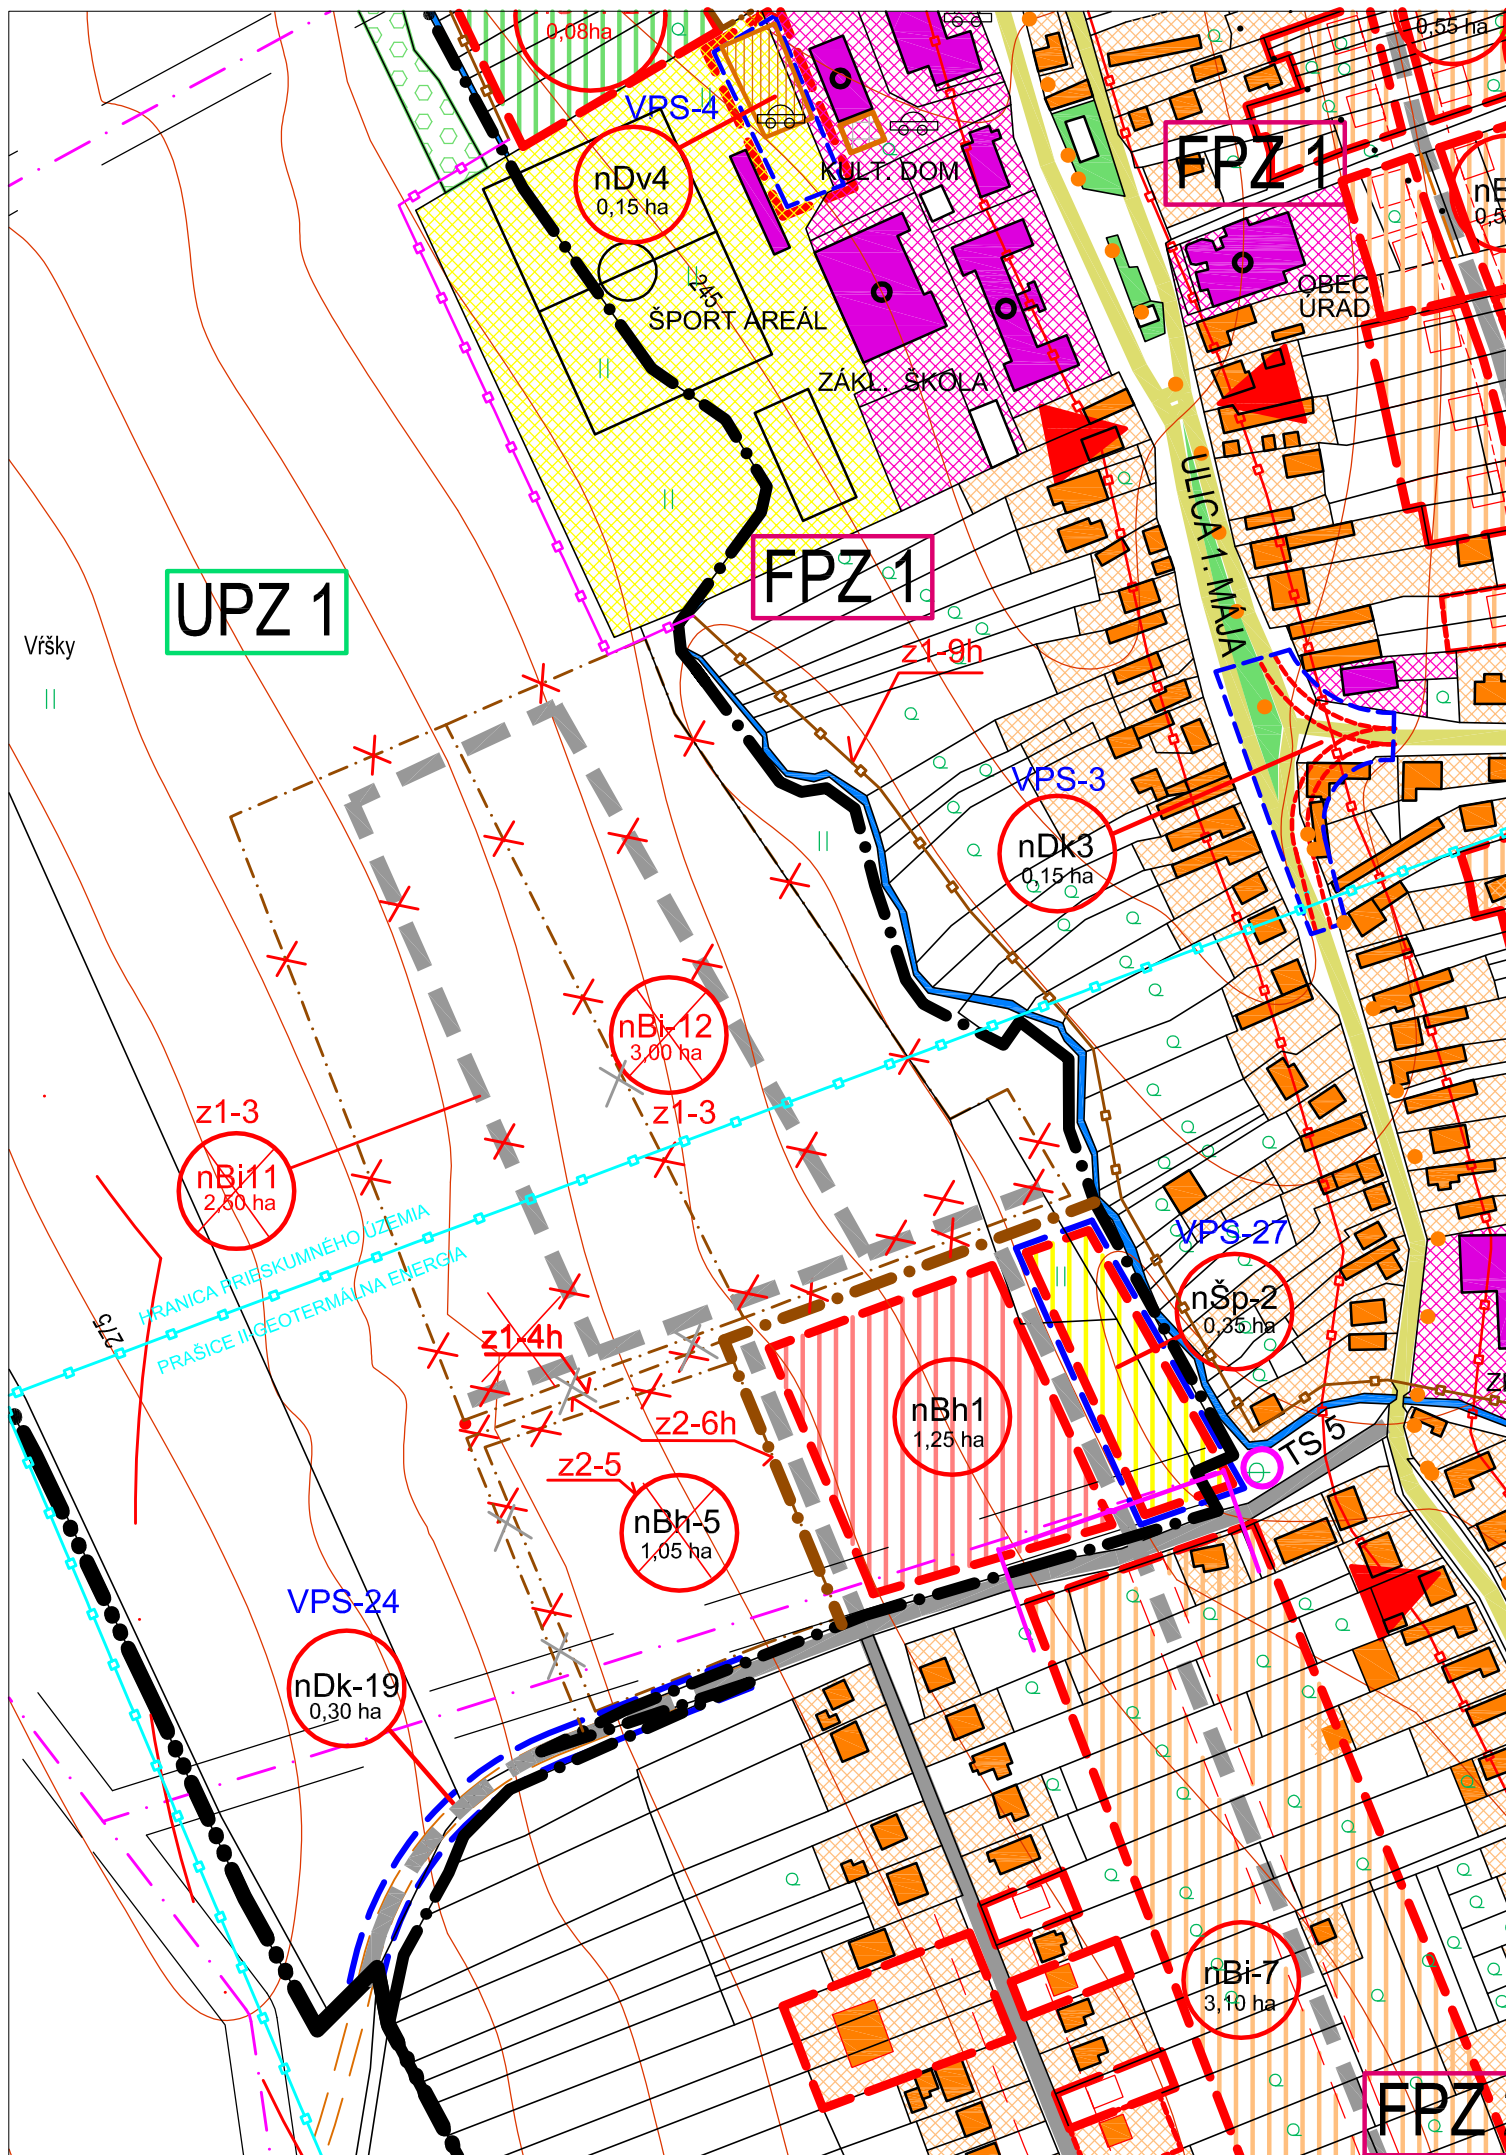 0,08ha
0,55 ha
VPS-4
nDv4
0,15 ha
KULT. DOM
FPZ 1
245
ŠPORT AREÁL
OBEC
ÚRAD
ZÁKL. ŠKOLA
ULICA 1. MÁJA
UPZ 1
FPZ 1
Vŕšky
z1-9h
VPS-3
nDk3
0,15 ha
nBi-12
3,00 ha
z1-3
z1-3
nBi11
2,50 ha
HRANICA PRIESKUMNÉHO ÚZEMIA
PRAŠICE II-GEOTERMÁLNA ENERGIA
275
VPS-27
nŠp-2
0,35 ha
z1-4h
nBh1
1,25 ha
z2-6h
z2-5
TS 5
nBh-5
1,05 ha
VPS-24
nDk-19
0,30 ha
nBi-7
3,10 ha
FPZ